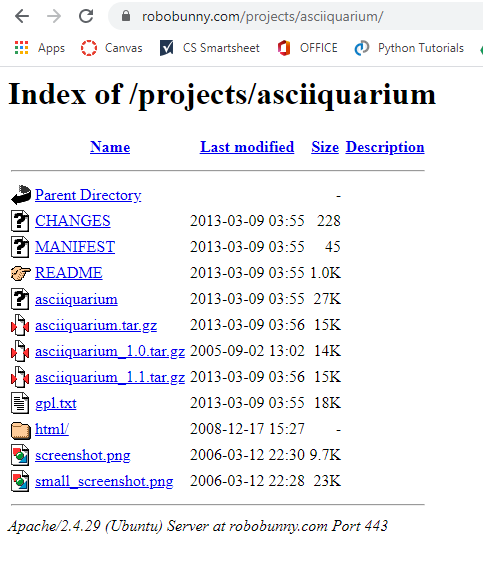 robobunny.com/projects/asciiquarium/
Apps Canvas CS Smartsheet OFFICE Python Tutorials
Index of /projects/asciiquarium
Name Last modified Size Description
Parent Directory -
CHANGES 2013-03-09 03:55 228
MANIFEST 2013-03-09 03:55 45
README 2013-03-09 03:55 1.0K
asciiquarium 2013-03-09 03:55 27K
asciiquarium.tar.gz 2013-03-09 03:56 15K
asciiquarium_1.0.tar.gz 2005-09-02 13:02 14K
asciiquarium_1.1.tar.gz 2013-03-09 03:56 15K
gpl.txt 2013-03-09 03:55 18K
html/ 2008-12-17 15:27 -
screenshot.png 2006-03-12 22:30 9.7K
small_screenshot.png 2006-03-12 22:28 23K
Apache/2.4.29 (Ubuntu) Server at robobunny.com Port 443